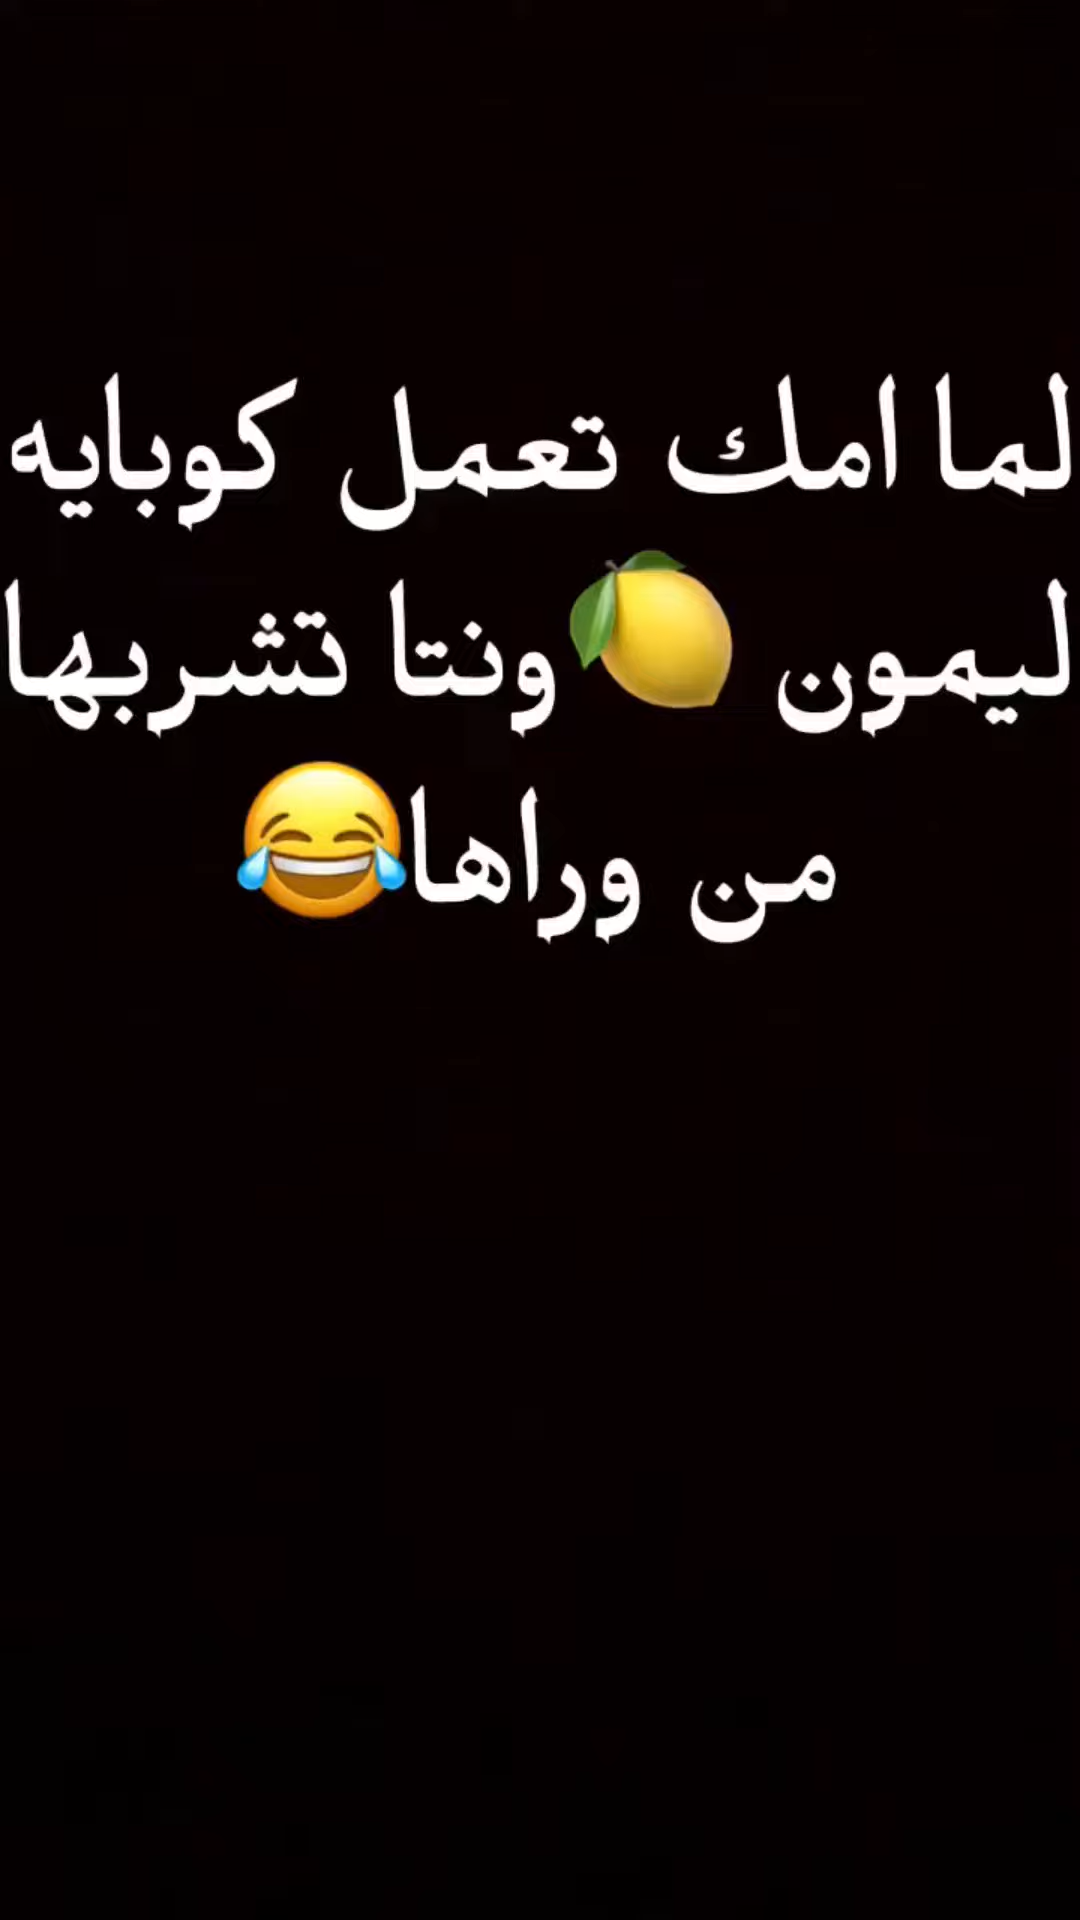 لما امك تعمل كوبايه
ليمون 🍋ونتا تشربها
من وراها😂